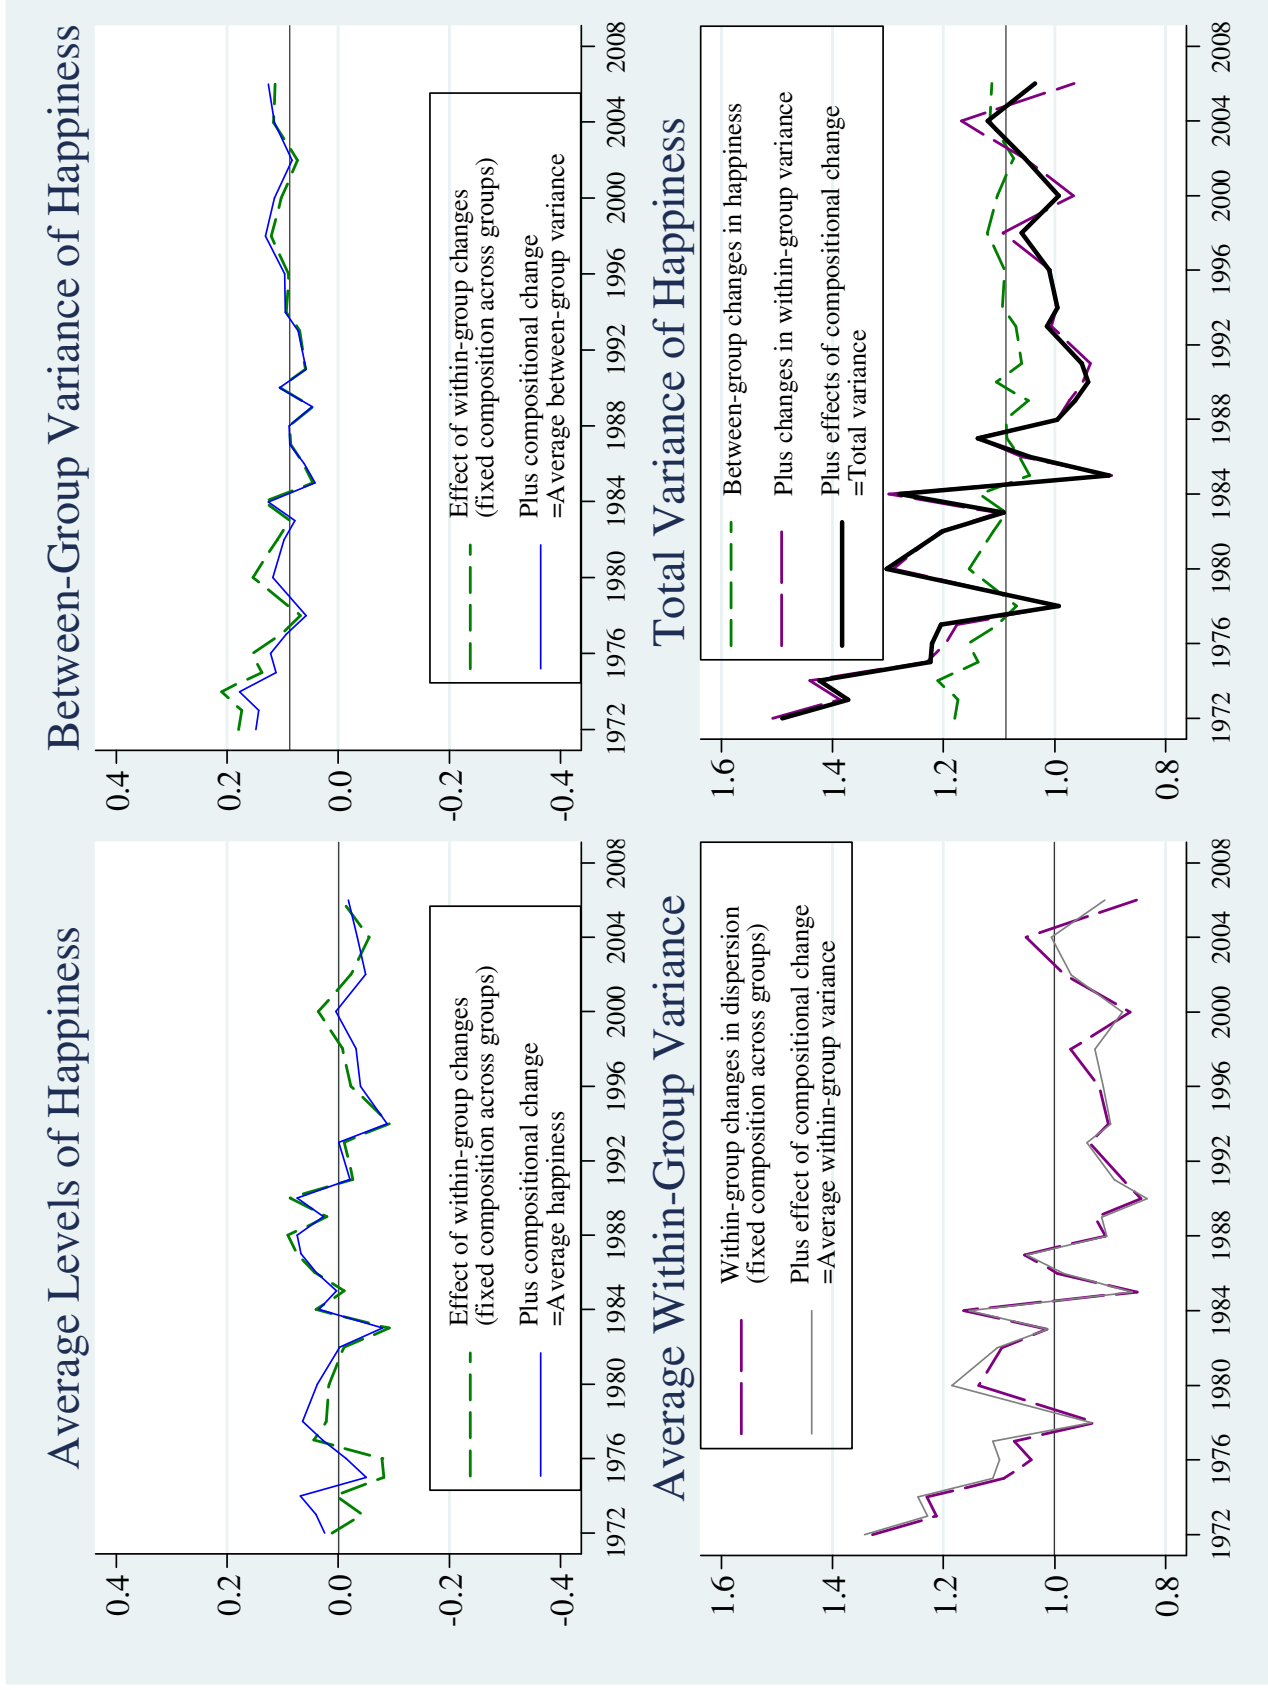 Average Levels of Happiness
0.4
0.2
0.0
-0.2
-0.4
Effect of within-group changes
(fixed composition across groups)
Plus compositional change
=Average happiness
1972 1976 1980 1984 1988 1992 1996 2000 2004 2008
Between-Group Variance of Happiness
0.4
0.2
0.0
-0.2
-0.4
Effect of within-group changes
(fixed composition across groups)
Plus compositional change
=Average between-group variance
1972 1976 1980 1984 1988 1992 1996 2000 2004 2008
Average Within-Group Variance
1.6
1.4
1.2
1.0
0.8
Within-group changes in dispersion
(fixed composition across groups)
Plus effect of compositional change
=Average within-group variance
1972 1976 1980 1984 1988 1992 1996 2000 2004 2008
Total Variance of Happiness
1.6
1.4
1.2
1.0
0.8
Between-group changes in happiness
Plus changes in within-group variance
Plus effects of compositional change
=Total variance
1972 1976 1980 1984 1988 1992 1996 2000 2004 2008